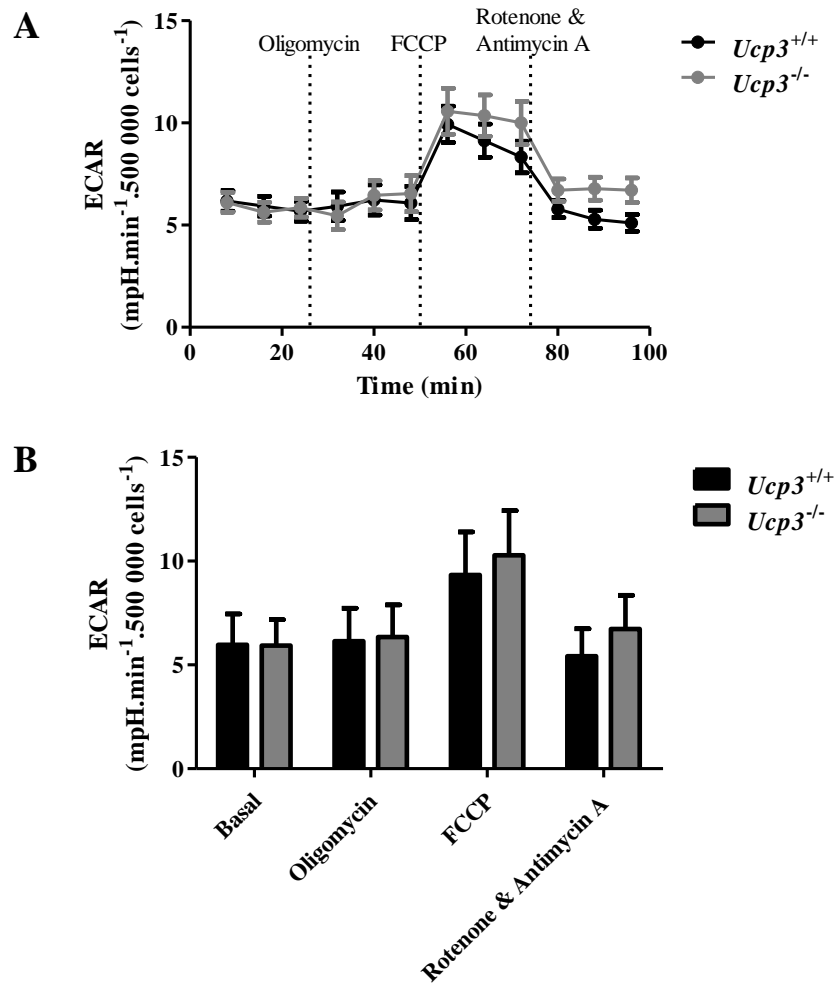 A
15
10
5
0
ECAR
(mpH.min⁻¹.500 000 cells⁻¹)
Oligomycin
FCCP
Rotenone &
Antimycin A
Ucp3⁺/⁺
Ucp3⁻/⁻
0 20 40 60 80 100
Time (min)
B
15
10
5
0
ECAR
(mpH.min⁻¹.500 000 cells⁻¹)
Ucp3⁺/⁺
Ucp3⁻/⁻
Basal
Oligomycin
FCCP
Rotenone & Antimycin A